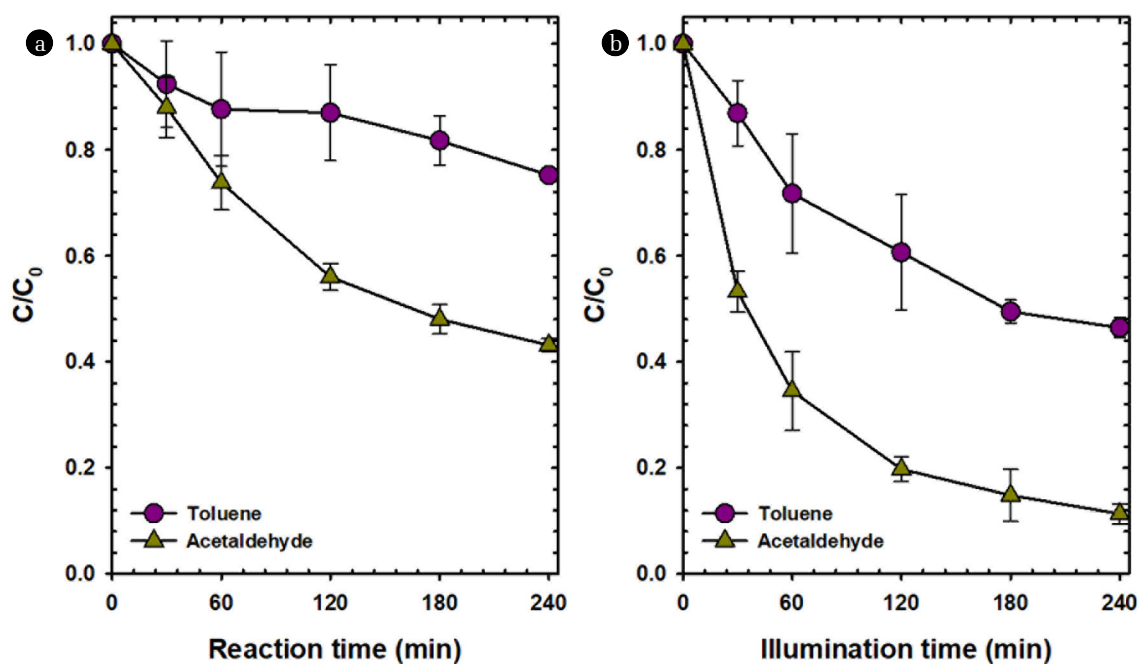 a
1.0
0.8
0.6
0.4
0.2
0.0
C/C0
Toluene
Acetaldehyde
0 60 120 180 240
Reaction time (min)
b
1.0
0.8
0.6
0.4
0.2
0.0
C/C0
Toluene
Acetaldehyde
0 60 120 180 240
Illumination time (min)